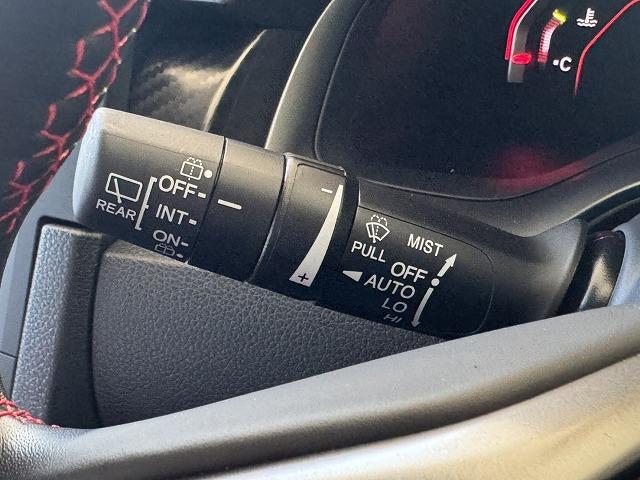 °C
REAR
OFF
INT
ON
−
+
PULL
MIST
OFF
AUTO
LO
HI